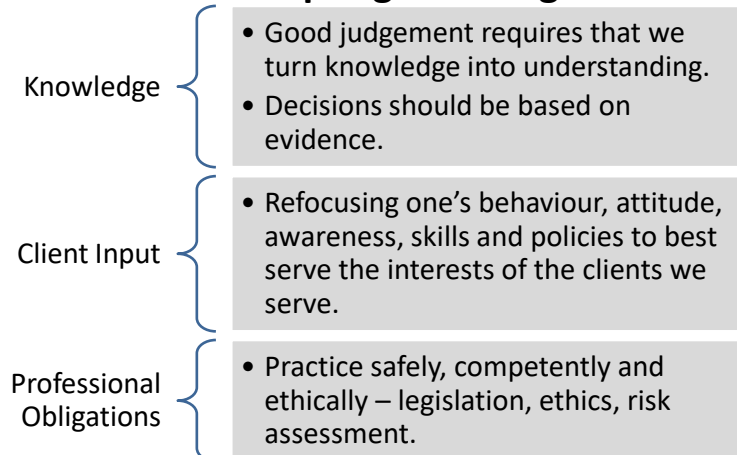 Knowledge
• Good judgement requires that we
turn knowledge into understanding.
• Decisions should be based on
evidence.
Client Input
• Refocusing one’s behaviour, attitude,
awareness, skills and policies to best
serve the interests of the clients we
serve.
Professional
Obligations
• Practice safely, competently and
ethically – legislation, ethics, risk
assessment.